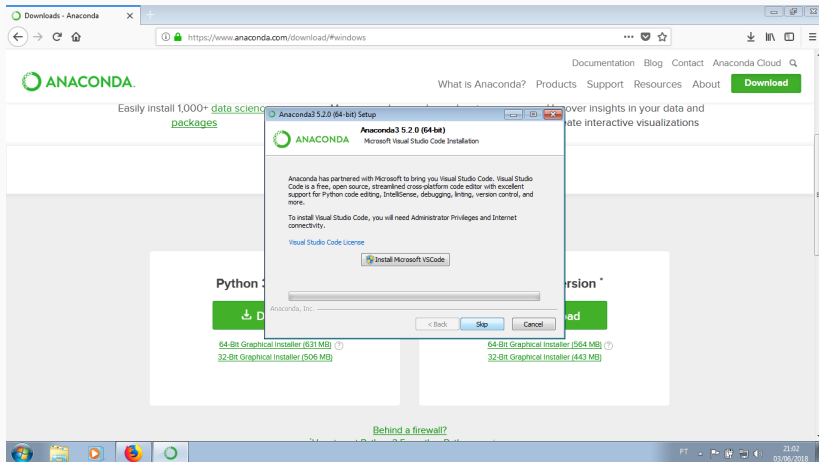 Downloads - Anaconda
https://www.anaconda.com/download/#windows
Documentation Blog Contact Anaconda Cloud
ANACONDA.
What is Anaconda? Products Support Resources About Download
Easily install 1,000+ data science
packages
over insights in your data and
interactive visualizations
Anaconda3 5.2.0 (64-bit) Setup
ANACONDA
Anaconda3 5.2.0 (64-bit)
Microsoft Visual Studio Code Installation
Anaconda has partnered with Microsoft to bring you Visual Studio Code. Visual Studio
Code is a free, open source, streamlined cross-platform code editor with excellent
support for Python code editing, IntelliSense, debugging, linting, version control, and
more.
To install Visual Studio Code, you will need Administrator Privileges and Internet
connectivity.
Visual Studio Code License
Install Microsoft VSCode
Anaconda, Inc.
< Back Skip Cancel
Python
rsion *
64-Bit Graphical Installer (631 MB)
32-Bit Graphical Installer (506 MB)
64-Bit Graphical Installer (564 MB)
32-Bit Graphical Installer (443 MB)
Behind a firewall?
PT
21:02
03/06/2018